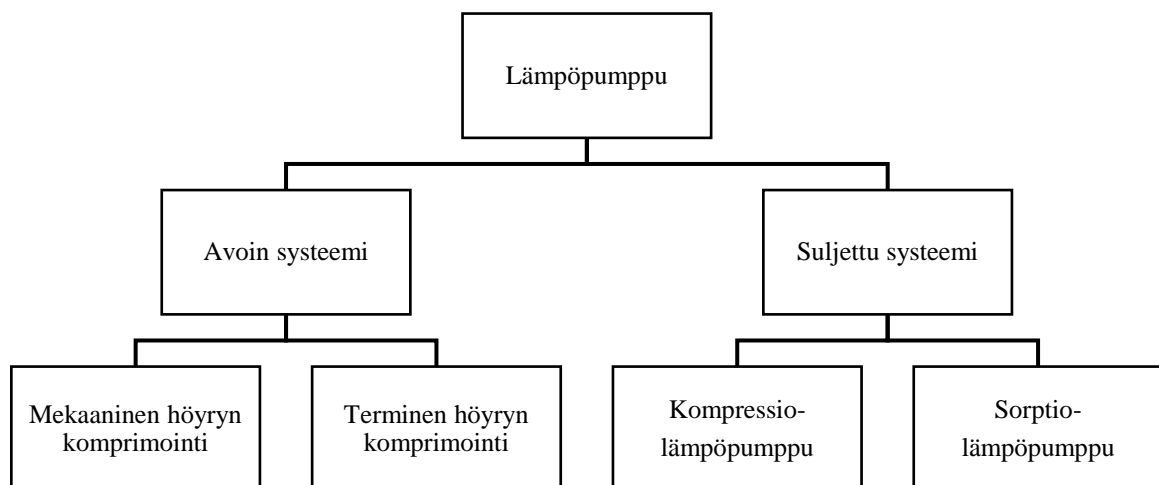 Lämpöpumppu
Avoin systeemi
Suljettu systeemi
Mekaaninen höyryn
komprimointi
Terminen höyryn
komprimointi
Kompressio-
lämpöpumppu
Sorptio-
lämpöpumppu